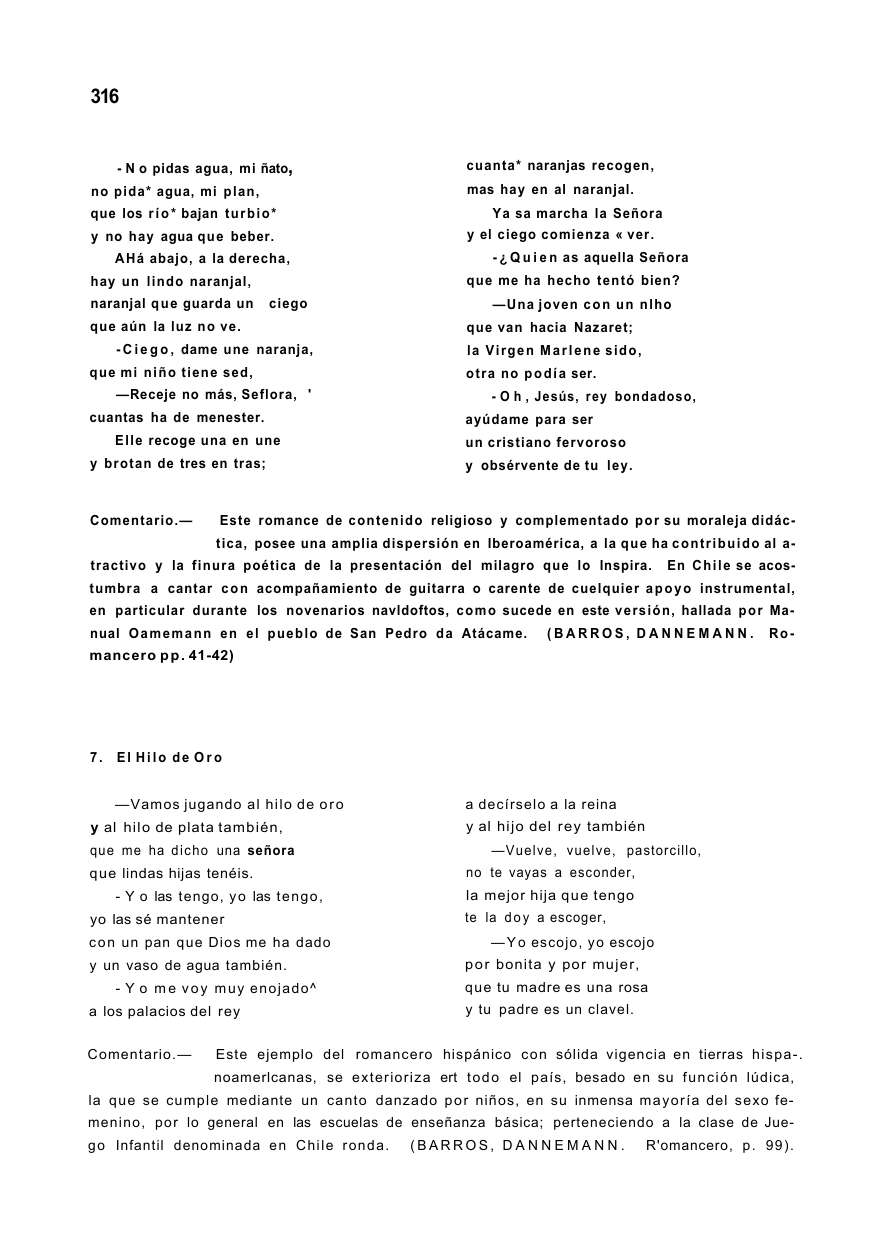 316
- N o pidas agua, mi ñato,
no pida* agua, mi plan,
que los río* bajan turbio*
y no hay agua que beber.
AHá abajo, a la derecha,
hay un lindo naranjal,
naranjal que guarda un ciego
que aún la luz no ve.
- C i e g o , dame une naranja,
que mi niño tiene sed,
—Receje no más, Seflora, '
cuantas ha de menester.
Elle recoge una en une
y brotan de tres en tras;
cuanta* naranjas recogen,
mas hay en al naranjal.
Ya sa marcha la Señora
y el ciego comienza « ver.
- ¿ Q u i e n as aquella Señora
que me ha hecho tentó bien?
—Una joven con un nlho
que van hacia Nazaret;
la Virgen Marlene sido,
otra no podía ser.
- O h , Jesús, rey bondadoso,
ayúdame para ser
un cristiano fervoroso
y obsérvente de tu ley.
Comentario.— Este romance de contenido religioso y complementado por su moraleja didác-
tica, posee una amplia dispersión en Iberoamérica, a la que ha contribuido al a-
tractivo y la finura poética de la presentación del milagro que lo Inspira. En Chile se acos-
tumbra a cantar con acompañamiento de guitarra o carente de cuelquier apoyo instrumental,
en particular durante los novenarios navldoftos, como sucede en este versión, hallada por Ma-
nual Oamemann en el pueblo de San Pedro da Atácame. ( B A R R O S , D A N N E M A N N . Ro-
mancero pp. 41-42)
7. El Hilo de Oro
—Vamos jugando al hilo de oro
y al hilo de plata también,
que me ha dicho una señora
que lindas hijas tenéis.
- Y o las tengo, yo las tengo,
yo las sé mantener
con un pan que Dios me ha dado
y un vaso de agua también.
- Y o me voy muy enojado^
a los palacios del rey
a decírselo a la reina
y al hijo del rey también
—Vuelve, vuelve, pastorcillo,
no te vayas a esconder,
la mejor hija que tengo
te la doy a escoger,
—Yo escojo, yo escojo
por bonita y por mujer,
que tu madre es una rosa
y tu padre es un clavel.
Comentario.— Este ejemplo del romancero hispánico con sólida vigencia en tierras hispa-.
noamerlcanas, se exterioriza ert todo el país, besado en su función lúdica,
la que se cumple mediante un canto danzado por niños, en su inmensa mayoría del sexo fe-
menino, por lo general en las escuelas de enseñanza básica; perteneciendo a la clase de Jue-
go Infantil denominada en Chile ronda. ( B A R R O S , D A N N E M A N N . R'omancero, p. 99).